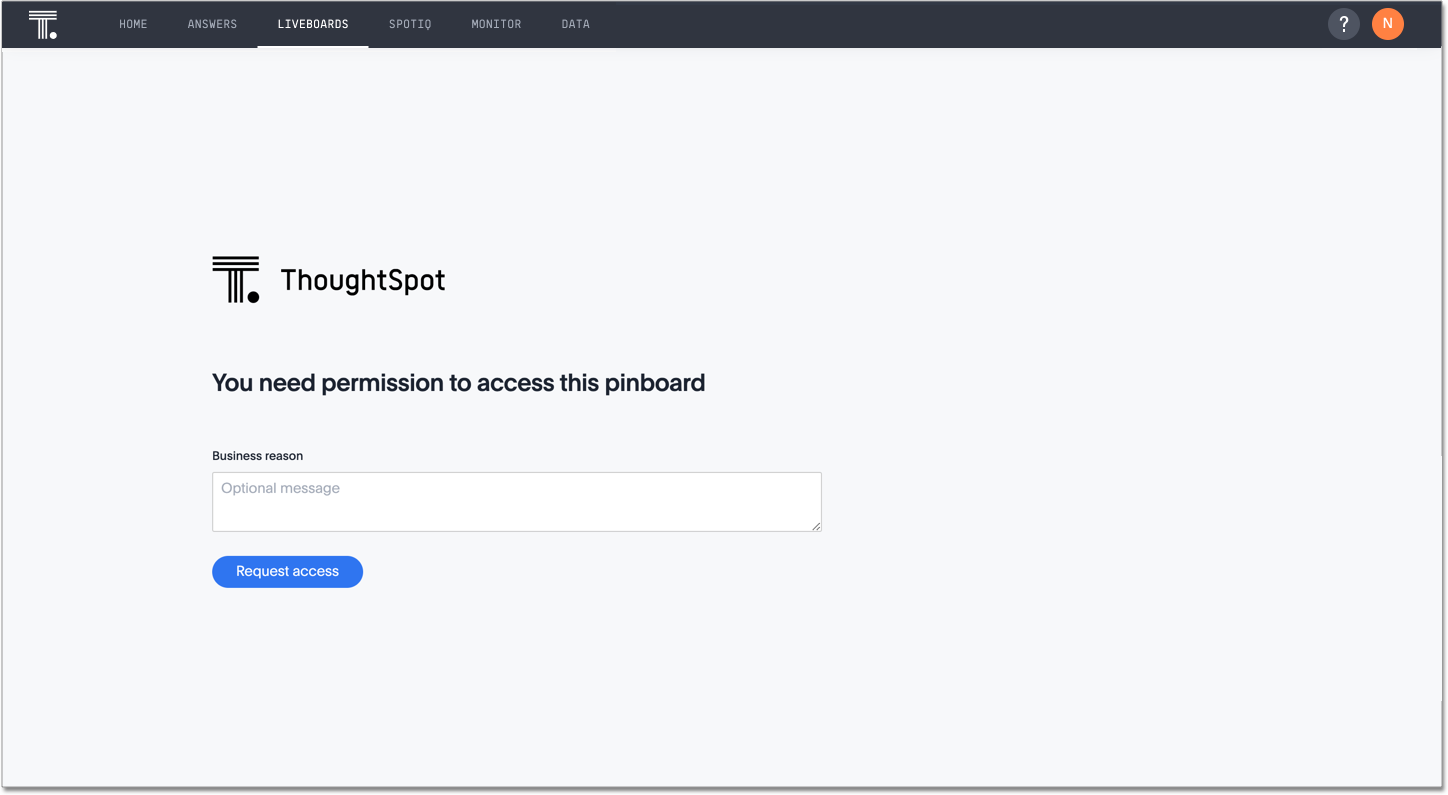 HOME ANSWERS LIVEBOARDS SPOTIQ MONITOR DATA ? N
ThoughtSpot
You need permission to access this pinboard
Business reason
Optional message
Request access